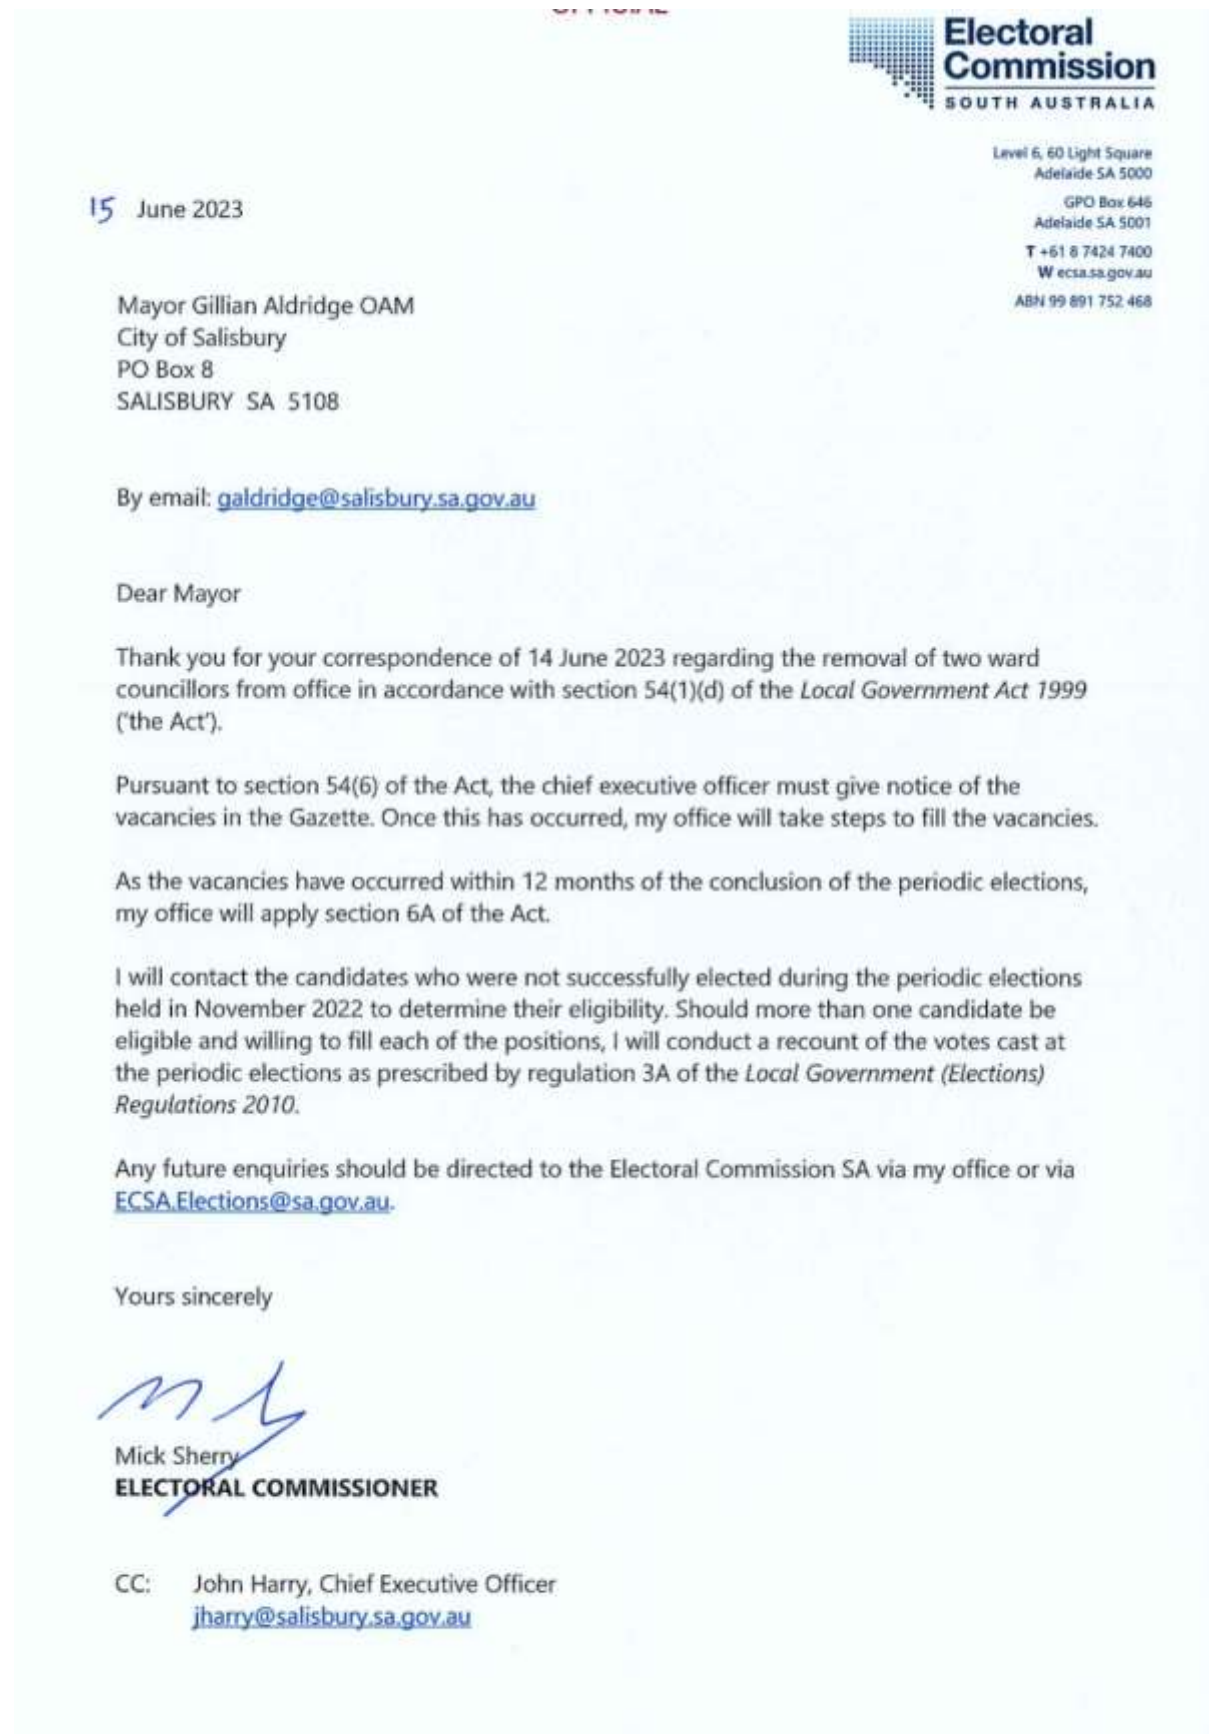 Electoral
Commission
SOUTH AUSTRALIA
Level 6, 60 Light Square
Adelaide SA 5000
GPO Box 646
Adelaide SA 5001
T +61 8 7424 7400
W ecsa.sa.gov.au
ABN 99 891 752 468
15 June 2023
Mayor Gillian Aldridge OAM
City of Salisbury
PO Box 8
SALISBURY SA 5108
By email: galdridge@salisbury.sa.gov.au
Dear Mayor
Thank you for your correspondence of 14 June 2023 regarding the removal of two ward
councillors from office in accordance with section 54(1)(d) of the Local Government Act 1999
('the Act').
Pursuant to section 54(6) of the Act, the chief executive officer must give notice of the
vacancies in the Gazette. Once this has occurred, my office will take steps to fill the vacancies.
As the vacancies have occurred within 12 months of the conclusion of the periodic elections,
my office will apply section 6A of the Act.
I will contact the candidates who were not successfully elected during the periodic elections
held in November 2022 to determine their eligibility. Should more than one candidate be
eligible and willing to fill each of the positions, I will conduct a recount of the votes cast at
the periodic elections as prescribed by regulation 3A of the Local Government (Elections)
Regulations 2010.
Any future enquiries should be directed to the Electoral Commission SA via my office or via
ECSA.Elections@sa.gov.au.
Yours sincerely
Mick Sherry
ELECTORAL COMMISSIONER
CC: John Harry, Chief Executive Officer
jharry@salisbury.sa.gov.au